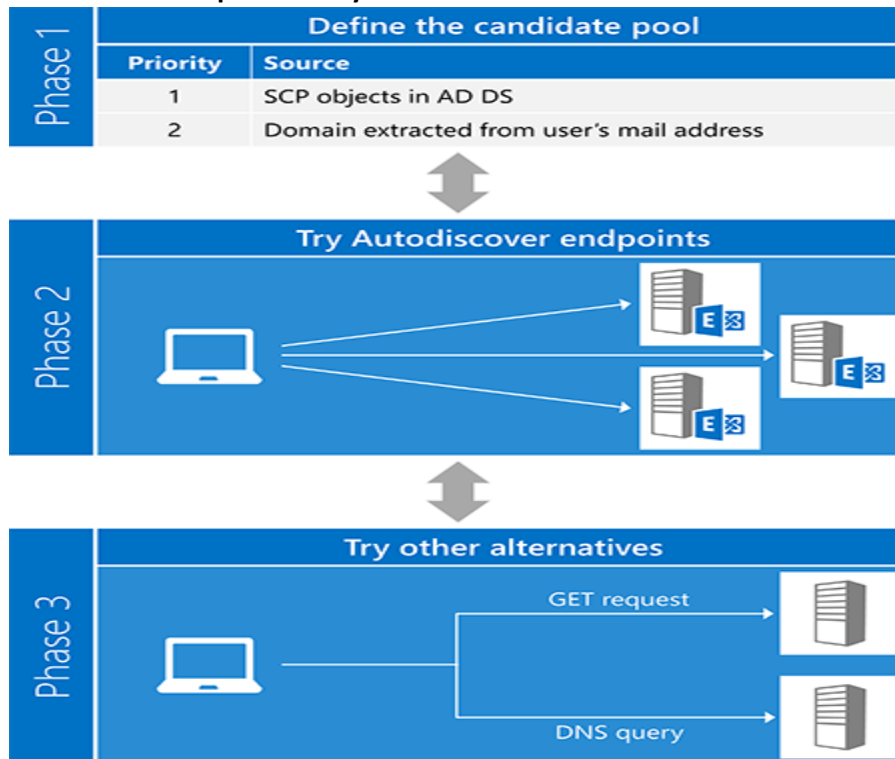 Phase 1
Define the candidate pool
Priority Source
1 SCP objects in AD DS
2 Domain extracted from user's mail address
Phase 2
Try Autodiscover endpoints
E
E
E
Phase 3
Try other alternatives
GET request
DNS query